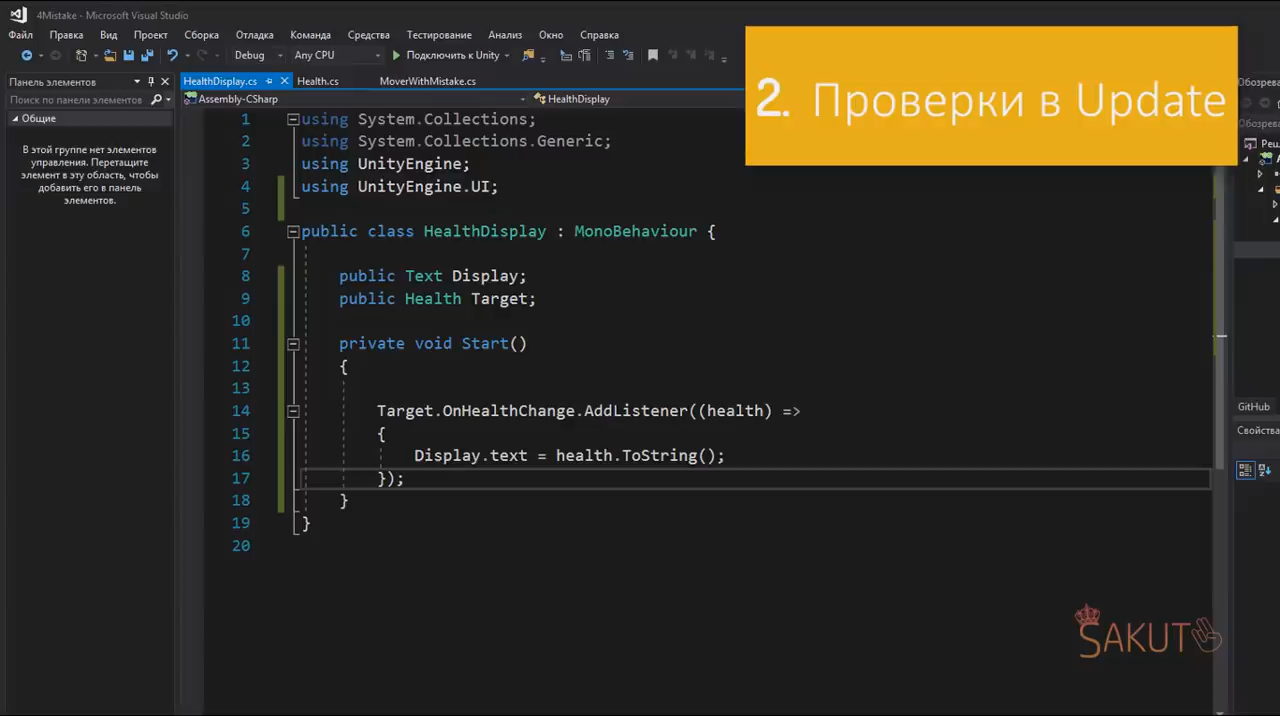 4Mistake - Microsoft Visual Studio
Файл Правка Вид Проект Сборка Отладка Команда Средства Тестирование Анализ Окно Справка
Debug Any CPU Подключить к Unity
2. Проверки в Update
Панель элементов
Поиск по панели элементов
Общие
В этой группе нет элементов
управления. Перетащите
элемент в эту область, чтобы
добавить его в панель
элементов.
HealthDisplay.cs Health.cs MoverWithMistake.cs
Assembly-CSharp HealthDisplay
1 using System.Collections;
2 using System.Collections.Generic;
3 using UnityEngine;
4 using UnityEngine.UI;
5
6 public class HealthDisplay : MonoBehaviour {
7
8 public Text Display;
9 public Health Target;
10
11 private void Start()
12 {
13
14 Target.OnHealthChange.AddListener((health) =>
15 {
16 Display.text = health.ToString();
17 });
18 }
19 }
20
GitHub
Свойства
SAKUT